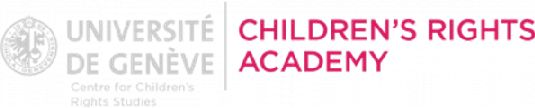 UNIVERSITÉ
DE GENÈVE
Centre for Children's
Rights Studies
CHILDREN'S RIGHTS
ACADEMY